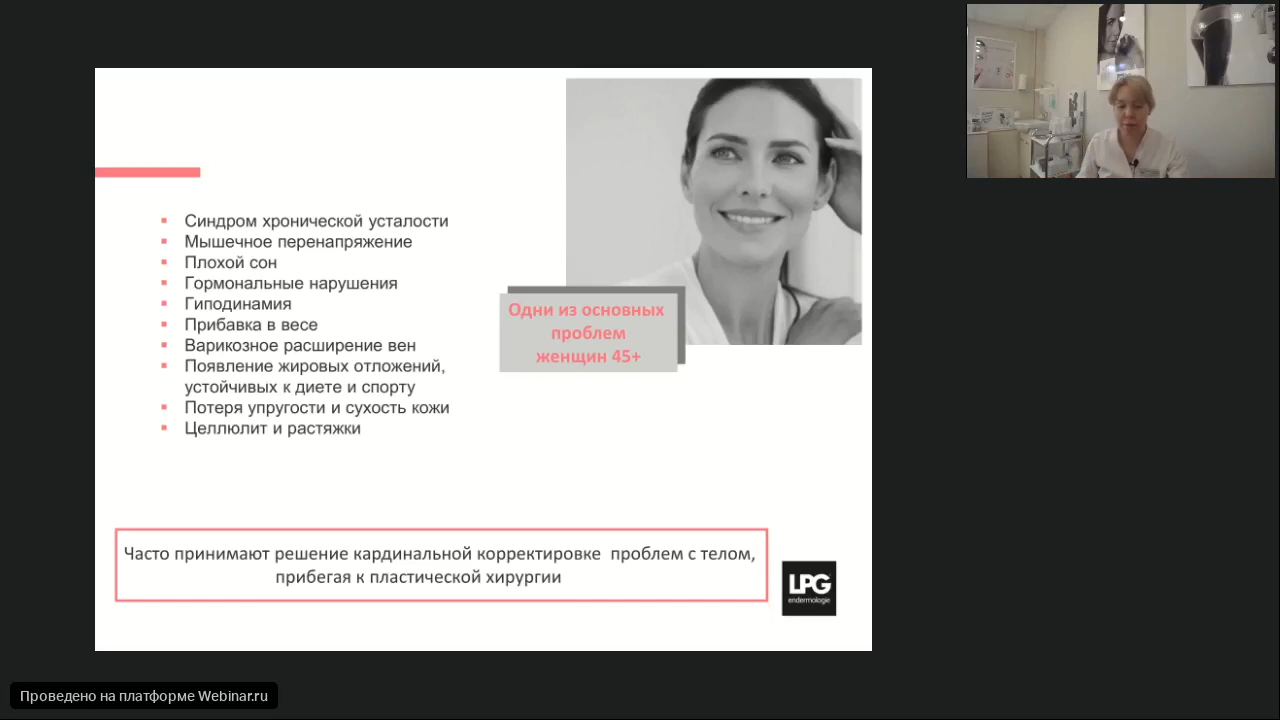 Синдром хронической усталости
Мышечное перенапряжение
Плохой сон
Гормональные нарушения
Гиподинамия
Прибавка в весе
Варикозное расширение вен
Появление жировых отложений,
устойчивых к диете и спорту
Потеря упругости и сухость кожи
Целлюлит и растяжки
Одни из основных
проблем
женщин 45+
Часто принимают решение кардинальной корректировке проблем с телом,
прибегая к пластической хирургии
LPG
endermologie
Проведено на платформе Webinar.ru